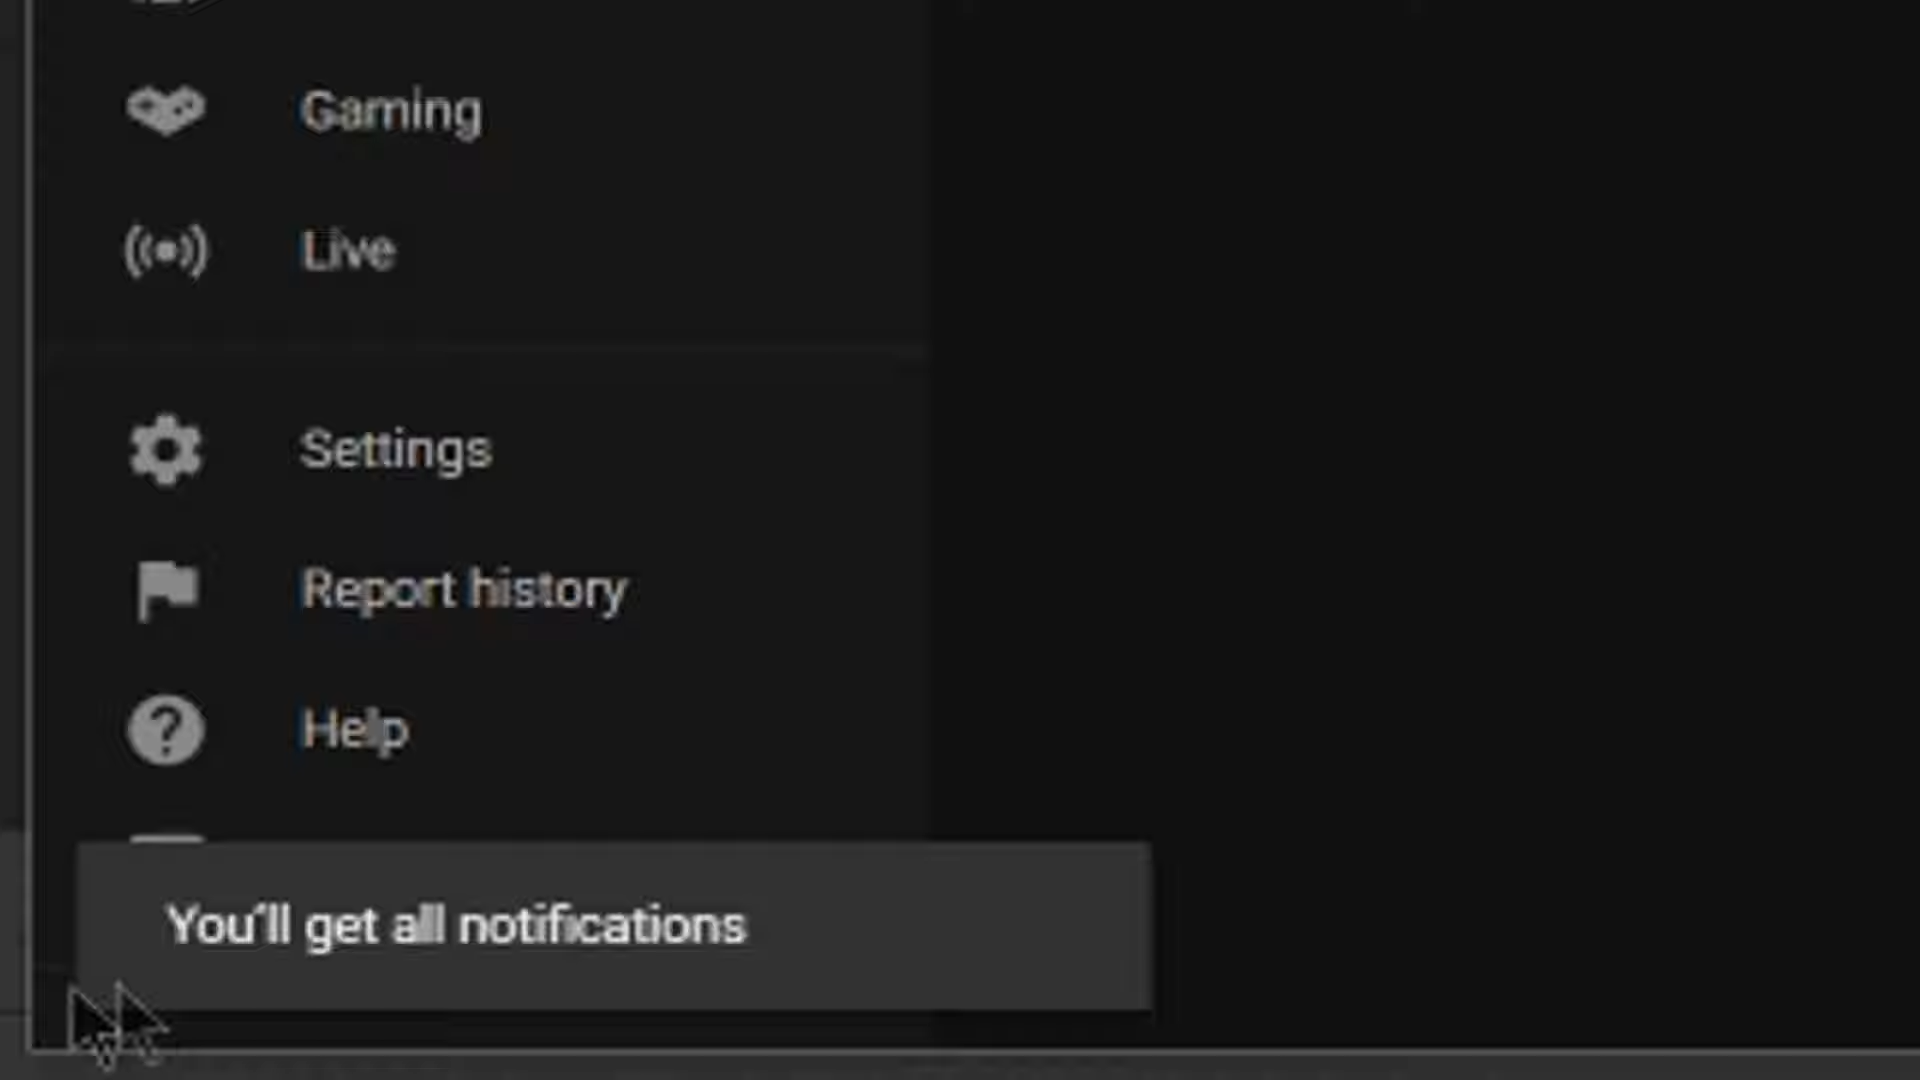 Gaming
Live
Settings
Report history
Help
You'll get all notifications